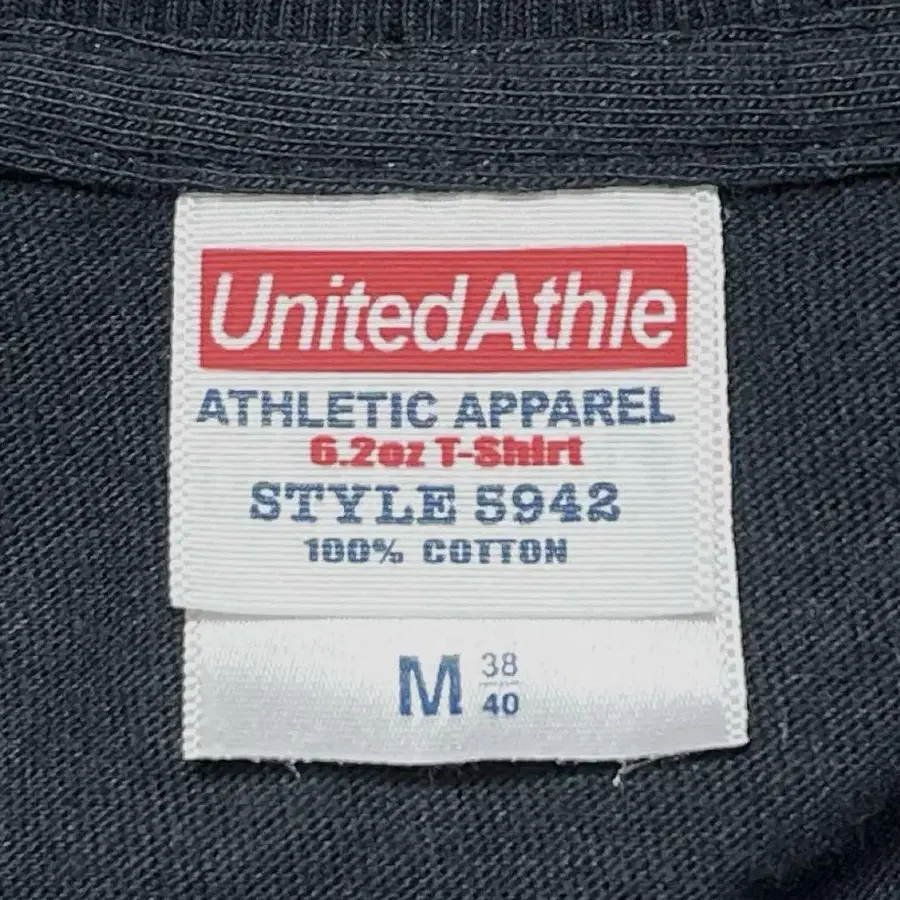 UnitedAthle
ATHLETIC APPAREL
6.2oz T-Shirt
STYLE 5942
100% COTTON
M 38
40